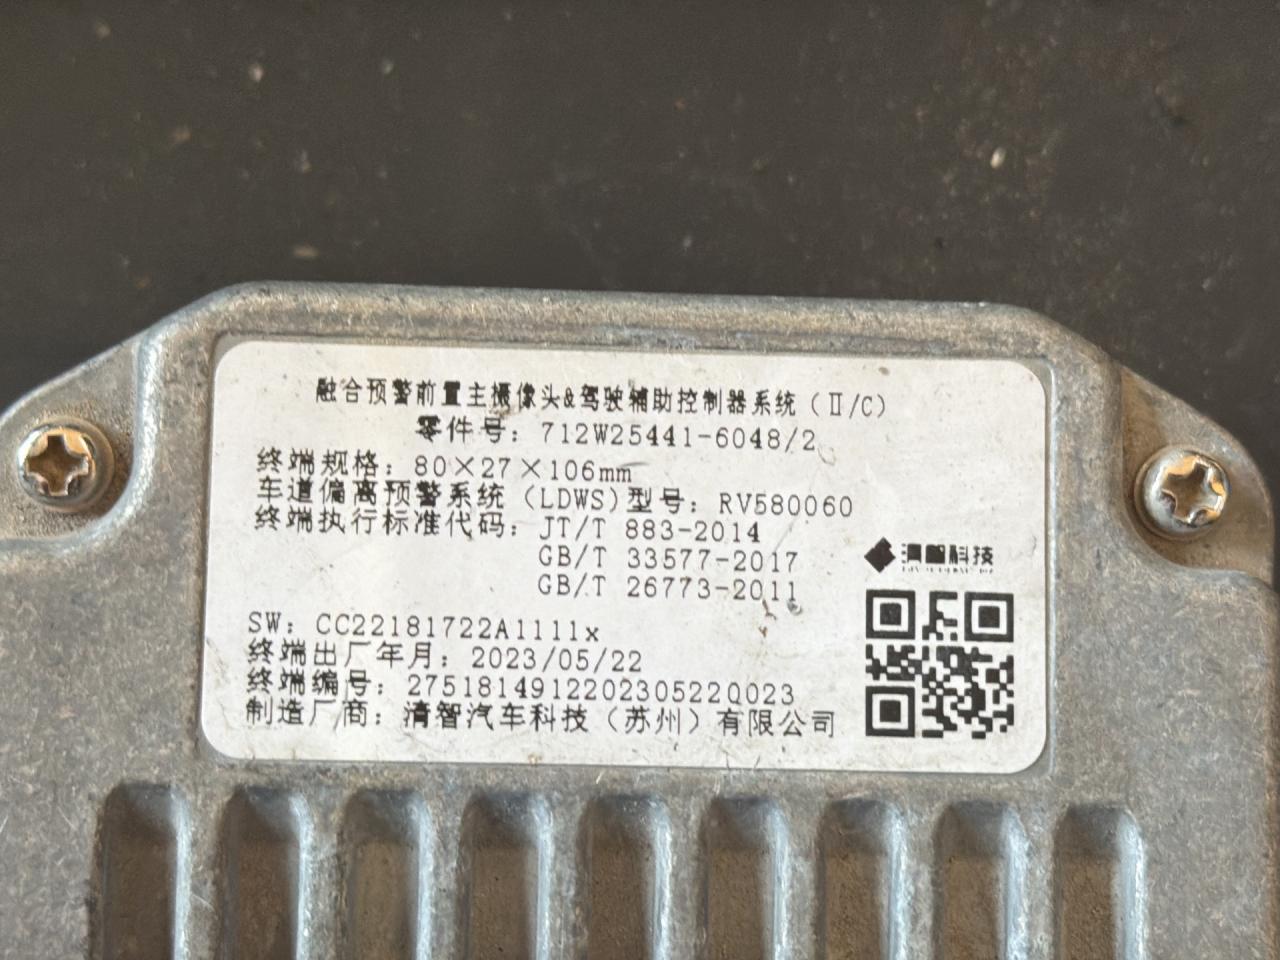 融合预警前置主摄像头&驾驶辅助控制器系统（Ⅱ/C）
零件号：712W25441-6048/2
终端规格：80×27×106mm
车道偏离预警系统（LDWS)型号：RV580060
终端执行标准代码：JT/T 883-2014
GB/T 33577-2017
GB/T 26773-2011
清智科技
SW：CC22181722A1111x
终端出厂年月：2023/05/22
终端编号：275181491220230522Q023
制造厂商：清智汽车科技（苏州）有限公司